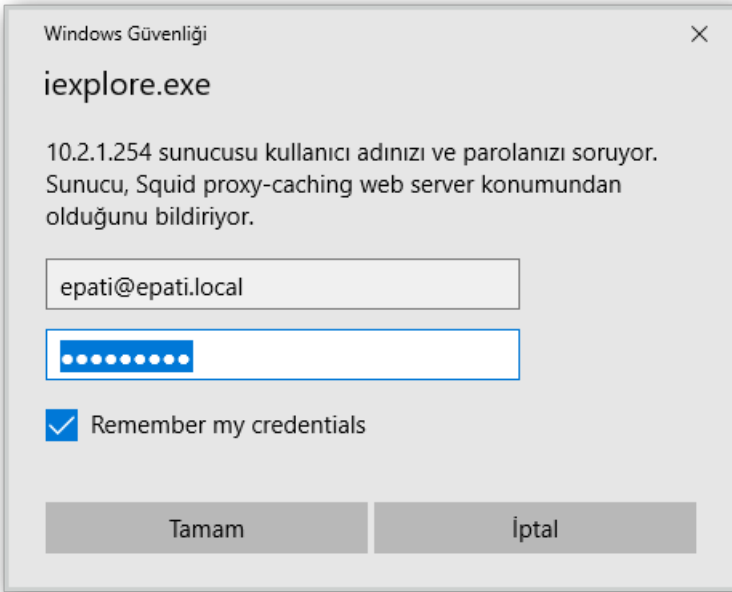 Windows Güvenliği
iexplore.exe
10.2.1.254 sunucusu kullanıcı adınızı ve parolanızı soruyor.
Sunucu, Squid proxy-caching web server konumundan
olduğunu bildiriyor.
epati@epati.local
●●●●●●●●●
Remember my credentials
Tamam
İptal